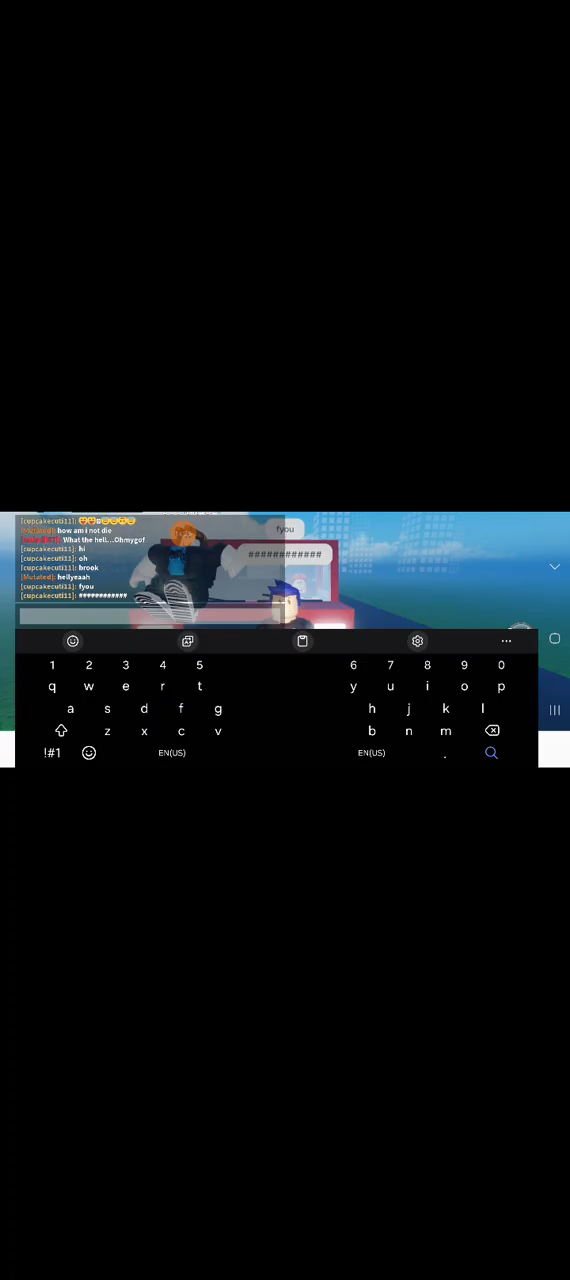 [cupcakecuti11]: 😛😛
[Mutated]: how am i not die
What the hell...Ohmygof
[cupcakecuti11]: hi
[cupcakecuti11]: oh
[cupcakecuti11]: brook
[Mutated]: hellyeaah
[cupcakecuti11]: fyou
[cupcakecuti11]: ############
fyou
############
1 2 3 4 5 6 7 8 9 0
q w e r t y u i o p
a s d f g h j k l
z x c v b n m
!#1 EN(US) EN(US) .